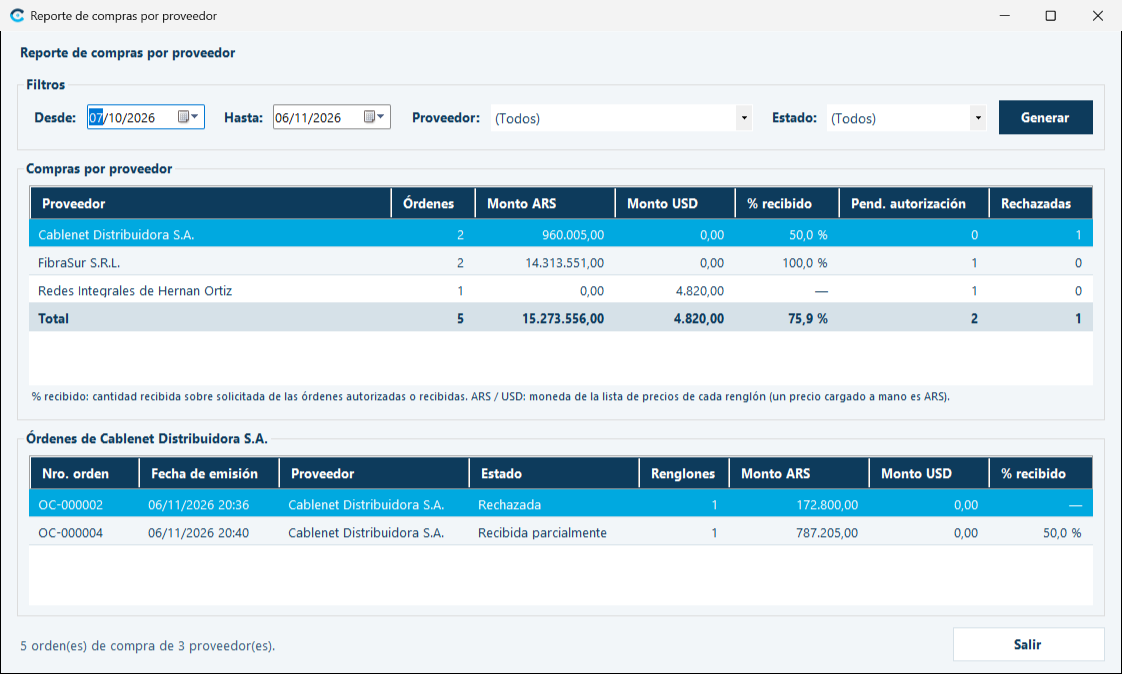 Reporte de compras por proveedor
Reporte de compras por proveedor
Filtros
Desde: 07/10/2026 Hasta: 06/11/2026 Proveedor: (Todos) Estado: (Todos) Generar
Compras por proveedor
Proveedor Órdenes Monto ARS Monto USD % recibido Pend. autorización Rechazadas
Cablenet Distribuidora S.A. 2 960.005,00 0,00 50,0 % 0 1
FibraSur S.R.L. 2 14.313.551,00 0,00 100,0 % 1 0
Redes Integrales de Hernan Ortiz 1 0,00 4.820,00 — 1 0
Total 5 15.273.556,00 4.820,00 75,9 % 2 1
% recibido: cantidad recibida sobre solicitada de las órdenes autorizadas o recibidas. ARS / USD: moneda de la lista de precios de cada renglón (un precio cargado a mano es ARS).
Órdenes de Cablenet Distribuidora S.A.
Nro. orden Fecha de emisión Proveedor Estado Renglones Monto ARS Monto USD % recibido
OC-000002 06/11/2026 20:36 Cablenet Distribuidora S.A. Rechazada 1 172.800,00 0,00 —
OC-000004 06/11/2026 20:40 Cablenet Distribuidora S.A. Recibida parcialmente 1 787.205,00 0,00 50,0 %
5 orden(es) de compra de 3 proveedor(es).
Salir